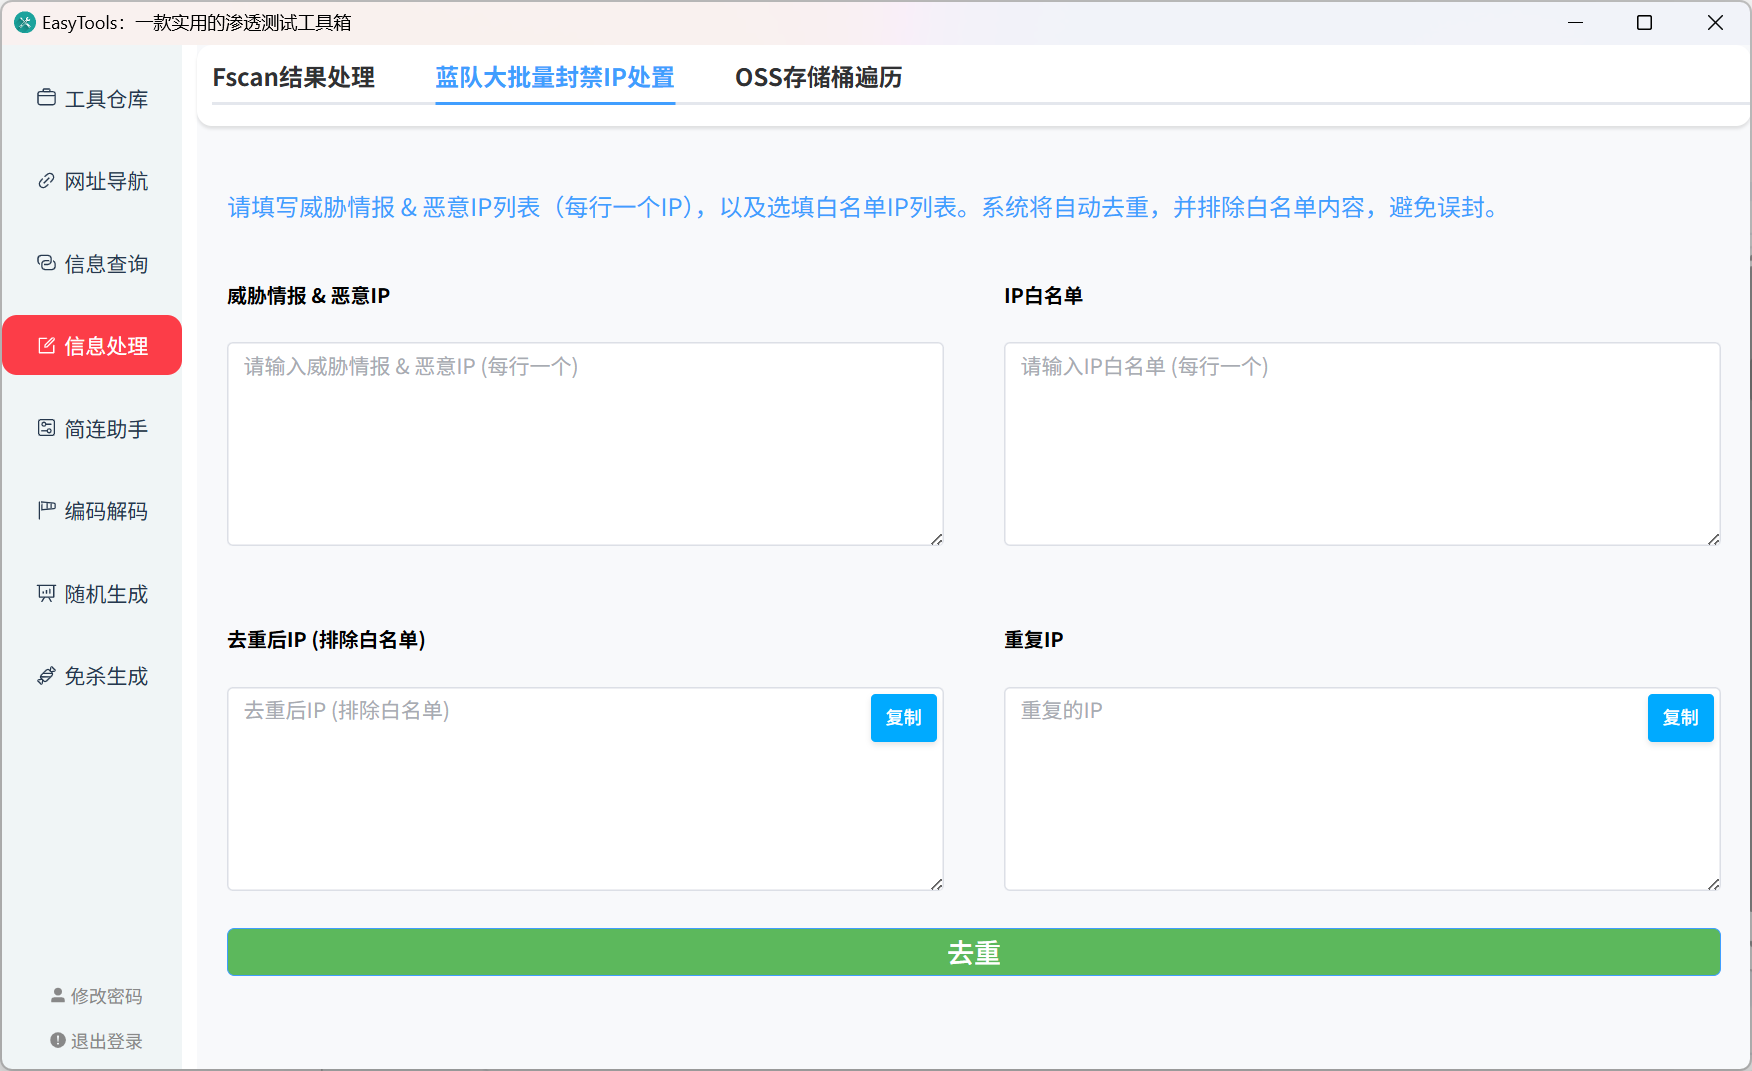 EasyTools：一款实用的渗透测试工具箱
工具仓库
网址导航
信息查询
信息处理
简连助手
编码解码
随机生成
免杀生成
修改密码
退出登录
Fscan结果处理
蓝队大批量封禁IP处置
OSS存储桶遍历
请填写威胁情报 & 恶意IP列表（每行一个IP），以及选填白名单IP列表。系统将自动去重，并排除白名单内容，避免误封。
威胁情报 & 恶意IP
IP白名单
请输入威胁情报 & 恶意IP (每行一个)
请输入IP白名单 (每行一个)
去重后IP (排除白名单)
重复IP
去重后IP (排除白名单)
复制
重复的IP
复制
去重